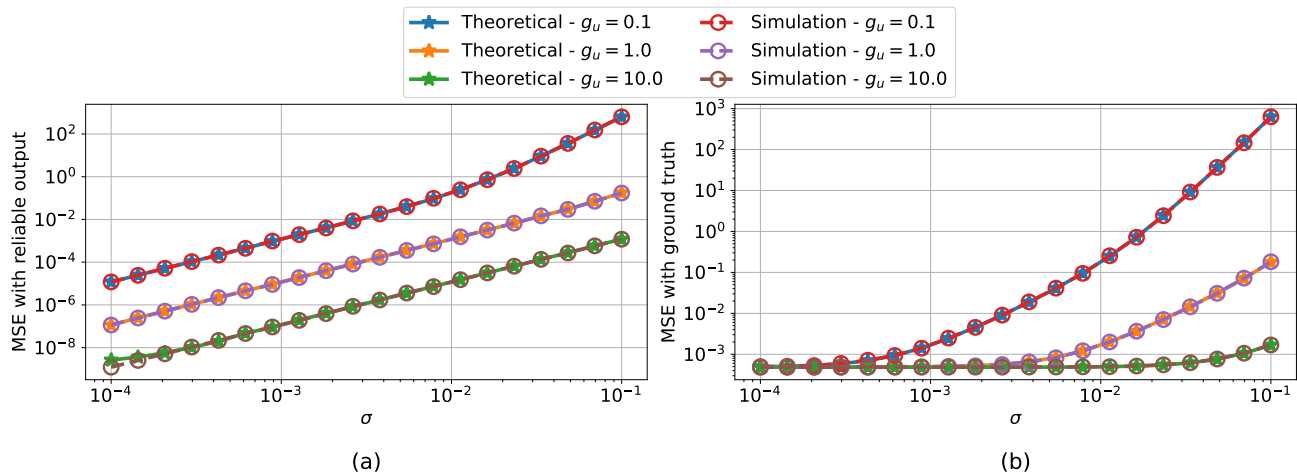 Theoretical - g_u = 0.1
Theoretical - g_u = 1.0
Theoretical - g_u = 10.0
Simulation - g_u = 0.1
Simulation - g_u = 1.0
Simulation - g_u = 10.0
MSE with reliable output
10^2
10^0
10^−2
10^−4
10^−6
10^−8
10^−4
10^−3
10^−2
10^−1
σ
(a)
MSE with ground truth
10^3
10^2
10^1
10^0
10^−1
10^−2
10^−3
10^−4
10^−3
10^−2
10^−1
σ
(b)